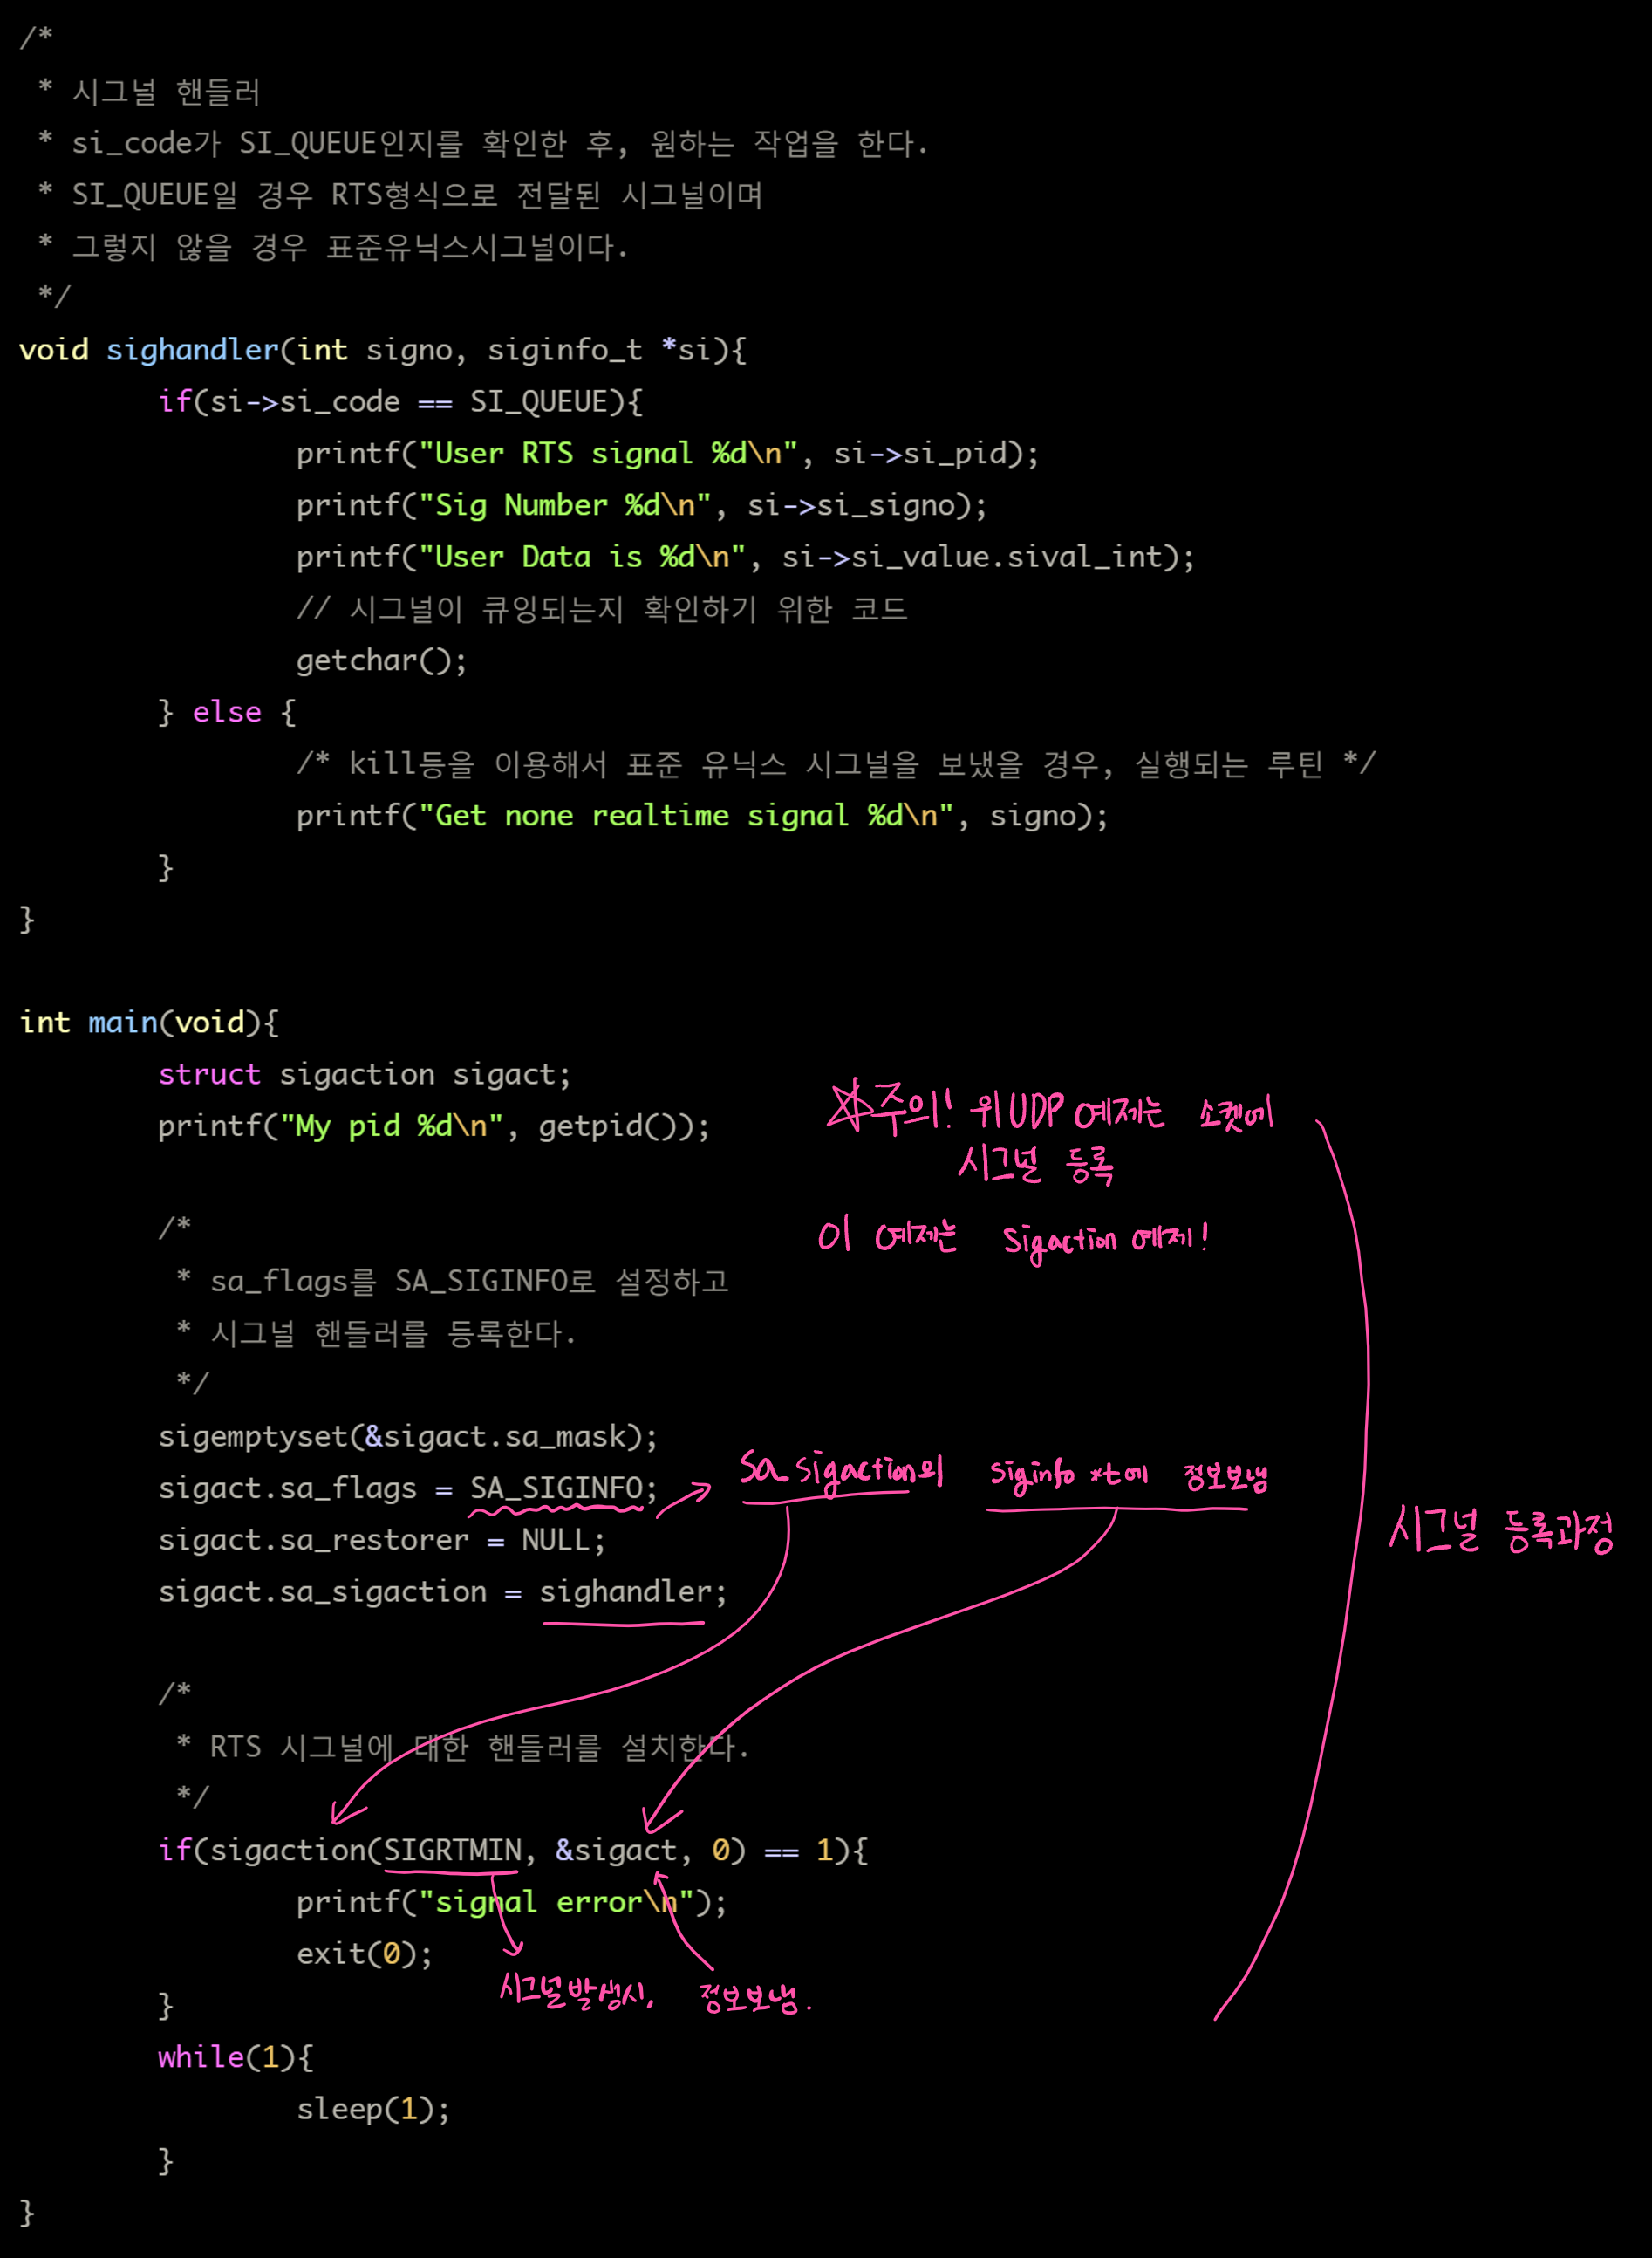 /*
* 시그널 핸들러
* si_code가 SI_QUEUE인지를 확인한 후, 원하는 작업을 한다.
* SI_QUEUE일 경우 RTS형식으로 전달된 시그널이며
* 그렇지 않을 경우 표준유닉스시그널이다.
*/
void sighandler(int signo, siginfo_t *si){
if(si->si_code == SI_QUEUE){
printf("User RTS signal %d\n", si->si_pid);
printf("Sig Number %d\n", si->si_signo);
printf("User Data is %d\n", si->si_value.sival_int);
// 시그널이 큐잉되는지 확인하기 위한 코드
getchar();
} else {
/* kill등을 이용해서 표준 유닉스 시그널을 보냈을 경우, 실행되는 루틴 */
printf("Get none realtime signal %d\n", signo);
}
}
int main(void){
struct sigaction sigact;
printf("My pid %d\n", getpid());
☆주의! 위 UDP 예제는 소켓에
시그널 등록
이 예제는 Sigaction 예제!
/*
* sa_flags를 SA_SIGINFO로 설정하고
* 시그널 핸들러를 등록한다.
*/
sigemptyset(&sigact.sa_mask);
sigact.sa_flags = SA_SIGINFO;
Sa_sigaction의 siginfo *t에 정보보냄
sigact.sa_restorer = NULL;
시그널 등록과정
sigact.sa_sigaction = sighandler;
/*
* RTS 시그널에 대한 핸들러를 설치한다.
*/
if(sigaction(SIGRTMIN, &sigact, 0) == 1){
printf("signal error\n");
exit(0);
시그널발생시, 정보보냄.
}
while(1){
sleep(1);
}
}